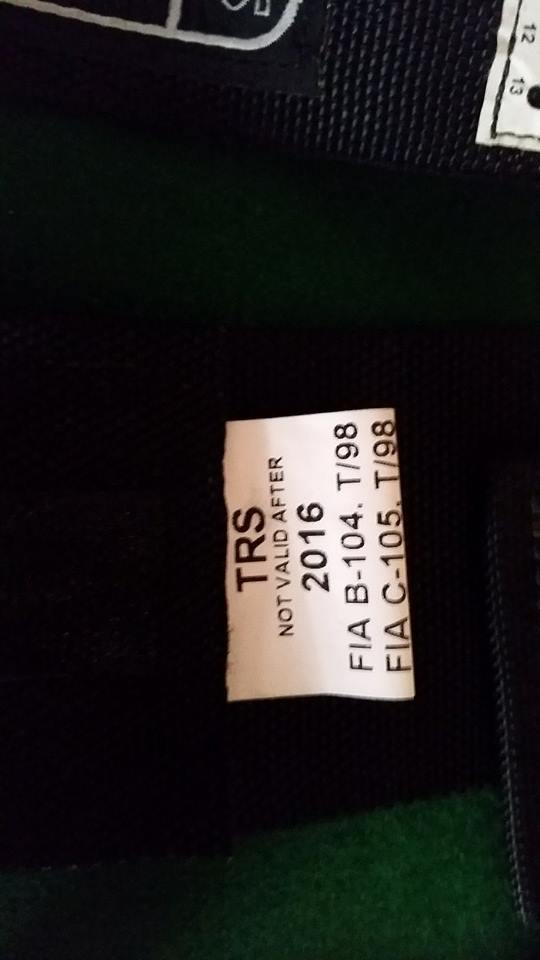 TRS
NOT VALID AFTER
2016
FIA B-104. T/98
FIA C-105. T/98
12
13